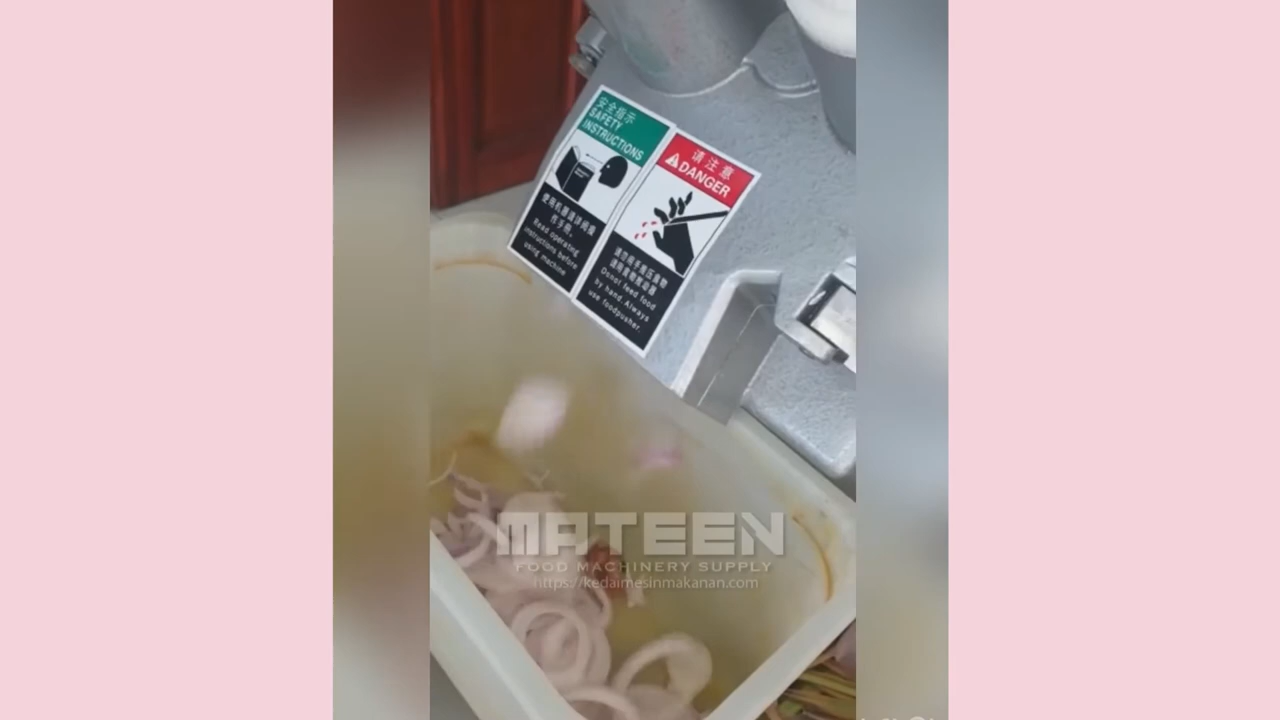 安全指示
SAFETY
INSTRUCTIONS
Read operating
instructions before
using machine
请注意
DANGER
Donot feed food
by hand. Always
use foodpusher.
MATEEN
FOOD MACHINERY SUPPLY
https://kedaimesinmakanan.com